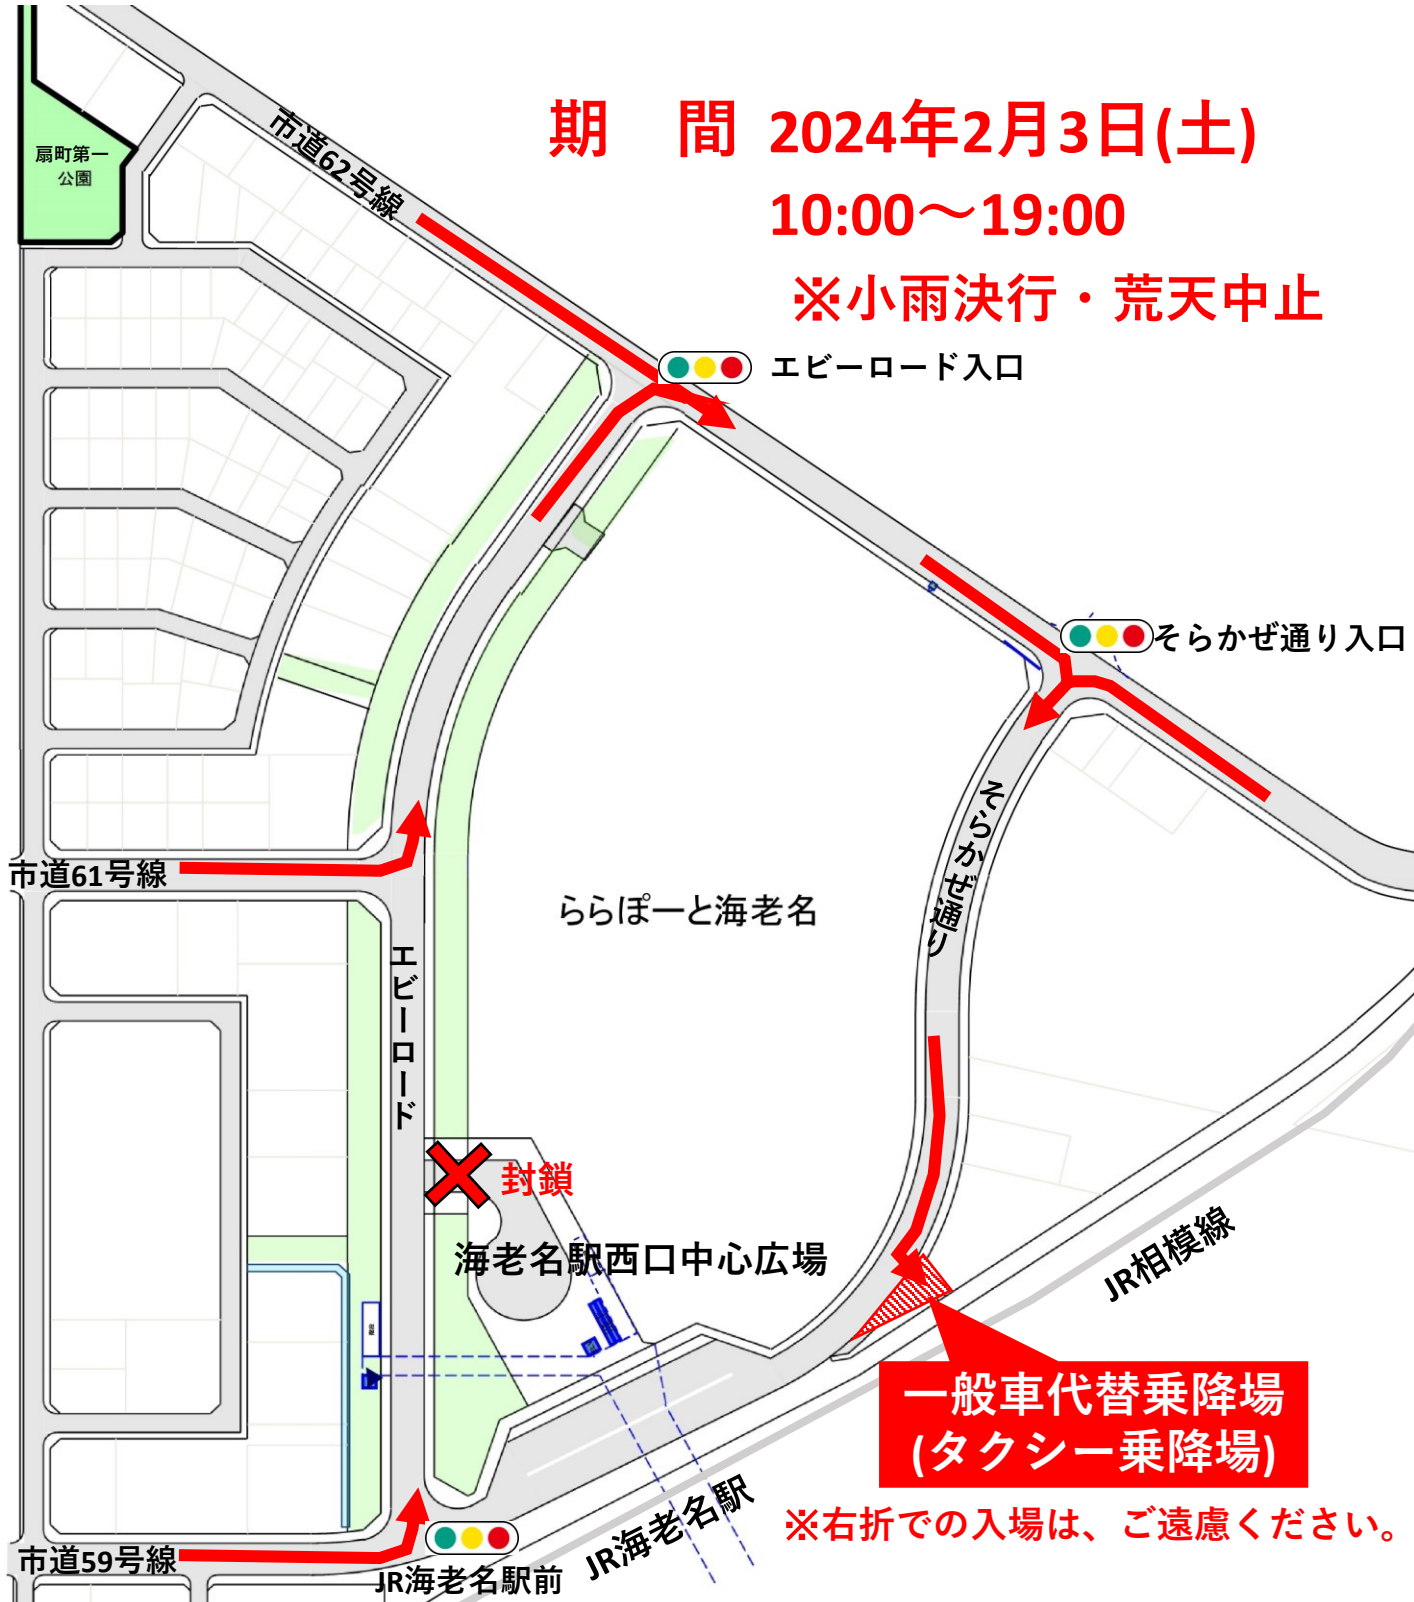 期　間 2024年2月3日(土)
10:00～19:00
※小雨決行・荒天中止
扇町第一
公園
市道62号線
エビーロード入口
そらかぜ通り入口
そらかぜ通り
市道61号線
ららぽーと海老名
エビーロード
封鎖
海老名駅西口中心広場
JR相模線
一般車代替乗降場
(タクシー乗降場)
※右折での入場は、ご遠慮ください。
JR海老名駅
市道59号線
JR海老名駅前